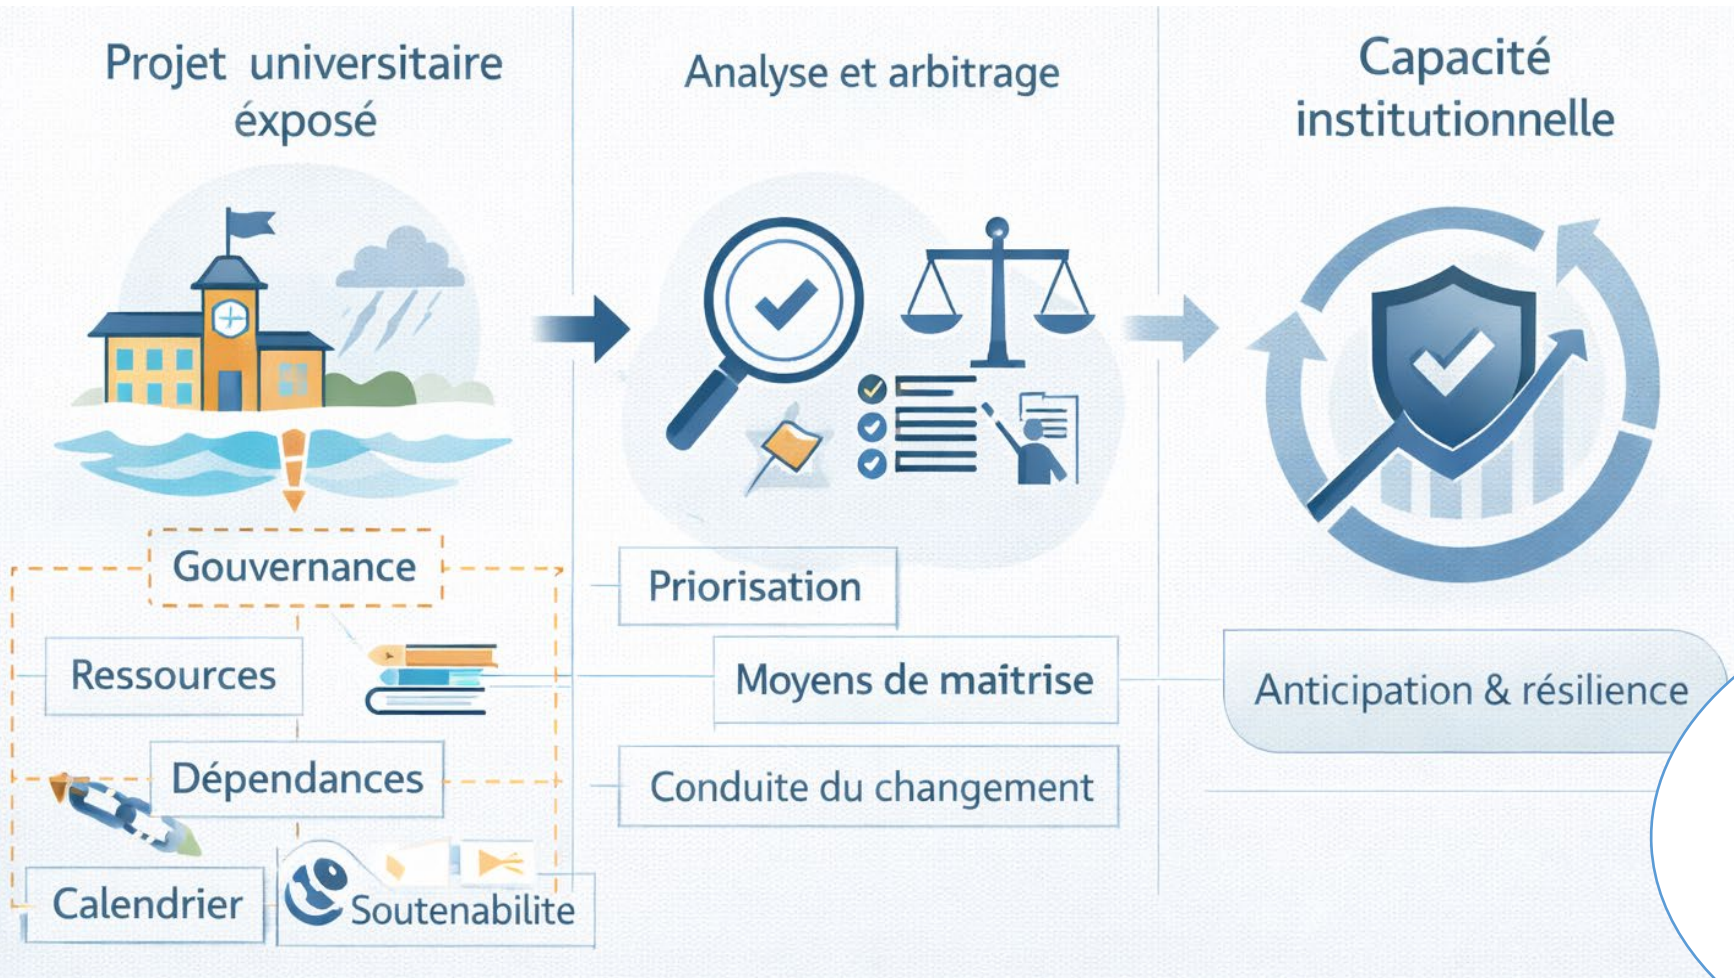 Projet universitaire
éxposé
Gouvernance
Ressources
Dépendances
Calendrier
Soutenabilite
Analyse et arbitrage
Priorisation
Moyens de maîtrise
Conduite du changement
Capacité
institutionnelle
Anticipation & résilience